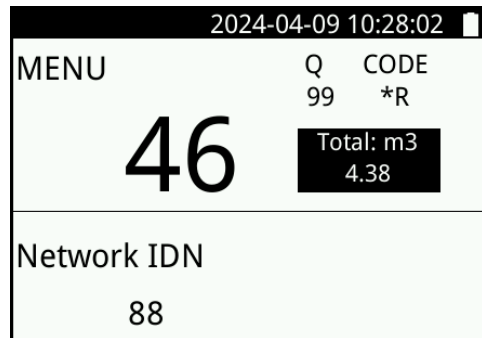 2024-04-09 10:28:02
MENU Q CODE
99 *R
46
Total: m3
4.38
Network IDN
88